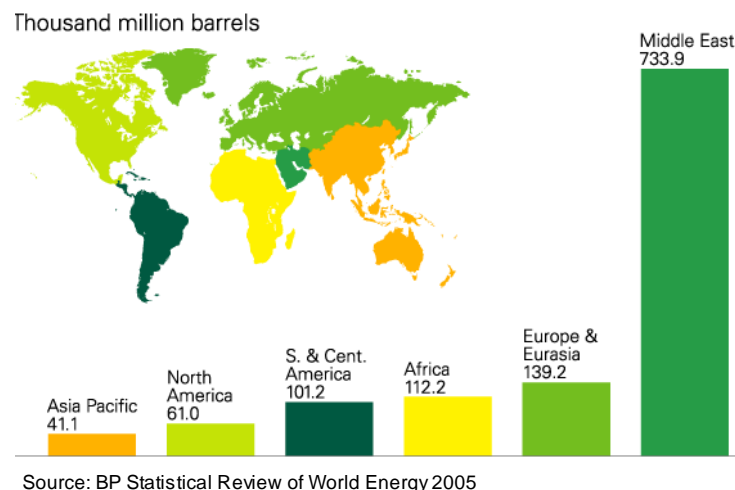 Thousand million barrels
Middle East
733.9
Europe &
Eurasia
139.2
S. & Cent.
America
101.2
Africa
112.2
North
America
61.0
Asia Pacific
41.1
Source: BP Statistical Review of World Energy 2005